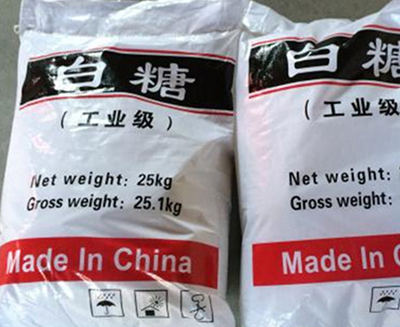 白糖
(工业级)
Net weight: 25kg
Gross weight: 25.1kg
Made In China
白糖
(工业级
Net weight:
Gross weight:
Made In